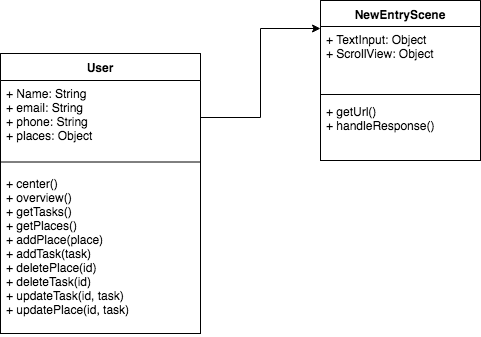 NewEntryScene
+ TextInput: Object
+ ScrollView: Object
+ getUrl()
+ handleResponse()
User
+ Name: String
+ email: String
+ phone: String
+ places: Object
+ center()
+ overview()
+ getTasks()
+ getPlaces()
+ addPlace(place)
+ addTask(task)
+ deletePlace(id)
+ deleteTask(id)
+ updateTask(id, task)
+ updatePlace(id, task)